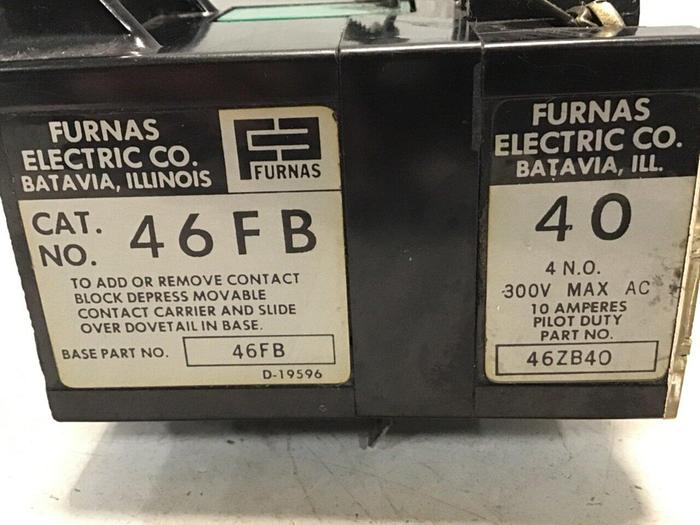 FURNAS
ELECTRIC CO.
BATAVIA, ILLINOIS
FURNAS
CAT.
NO.
46FB
TO ADD OR REMOVE CONTACT
BLOCK DEPRESS MOVABLE
CONTACT CARRIER AND SLIDE
OVER DOVETAIL IN BASE.
BASE PART NO. 46FB
D-19596
FURNAS
ELECTRIC CO.
BATAVIA, ILL.
40
4 N.O.
300V MAX AC
10 AMPERES
PILOT DUTY
PART NO.
46ZB40